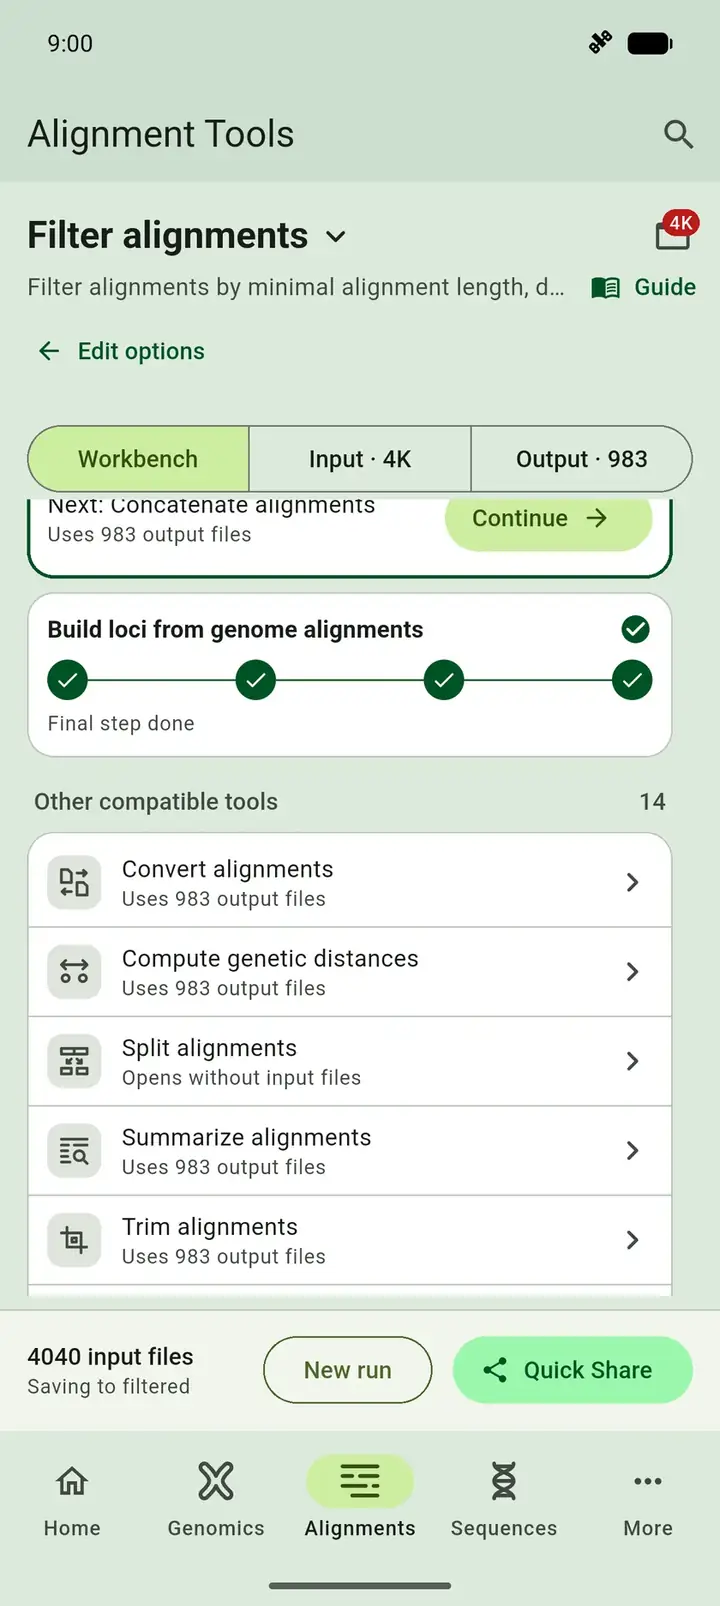 9:00
Alignment Tools
Filter alignments
4K
Filter alignments by minimal alignment length, d...
Guide
Edit options
Workbench
Input · 4K
Output · 983
Next: Concatenate alignments
Uses 983 output files
Continue
Build loci from genome alignments
Final step done
Other compatible tools
14
Convert alignments
Uses 983 output files
Compute genetic distances
Uses 983 output files
Split alignments
Opens without input files
Summarize alignments
Uses 983 output files
Trim alignments
Uses 983 output files
4040 input files
Saving to filtered
New run
Quick Share
Home
Genomics
Alignments
Sequences
More